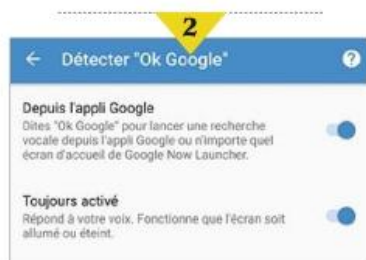 2
← Détecter "Ok Google" ?
Depuis l'appli Google
Dites "Ok Google" pour lancer une recherche
vocale depuis l'appli Google ou n'importe quel
écran d'accueil de Google Now Launcher.
Toujours activé
Répond à votre voix. Fonctionne que l'écran soit
allumé ou éteint.